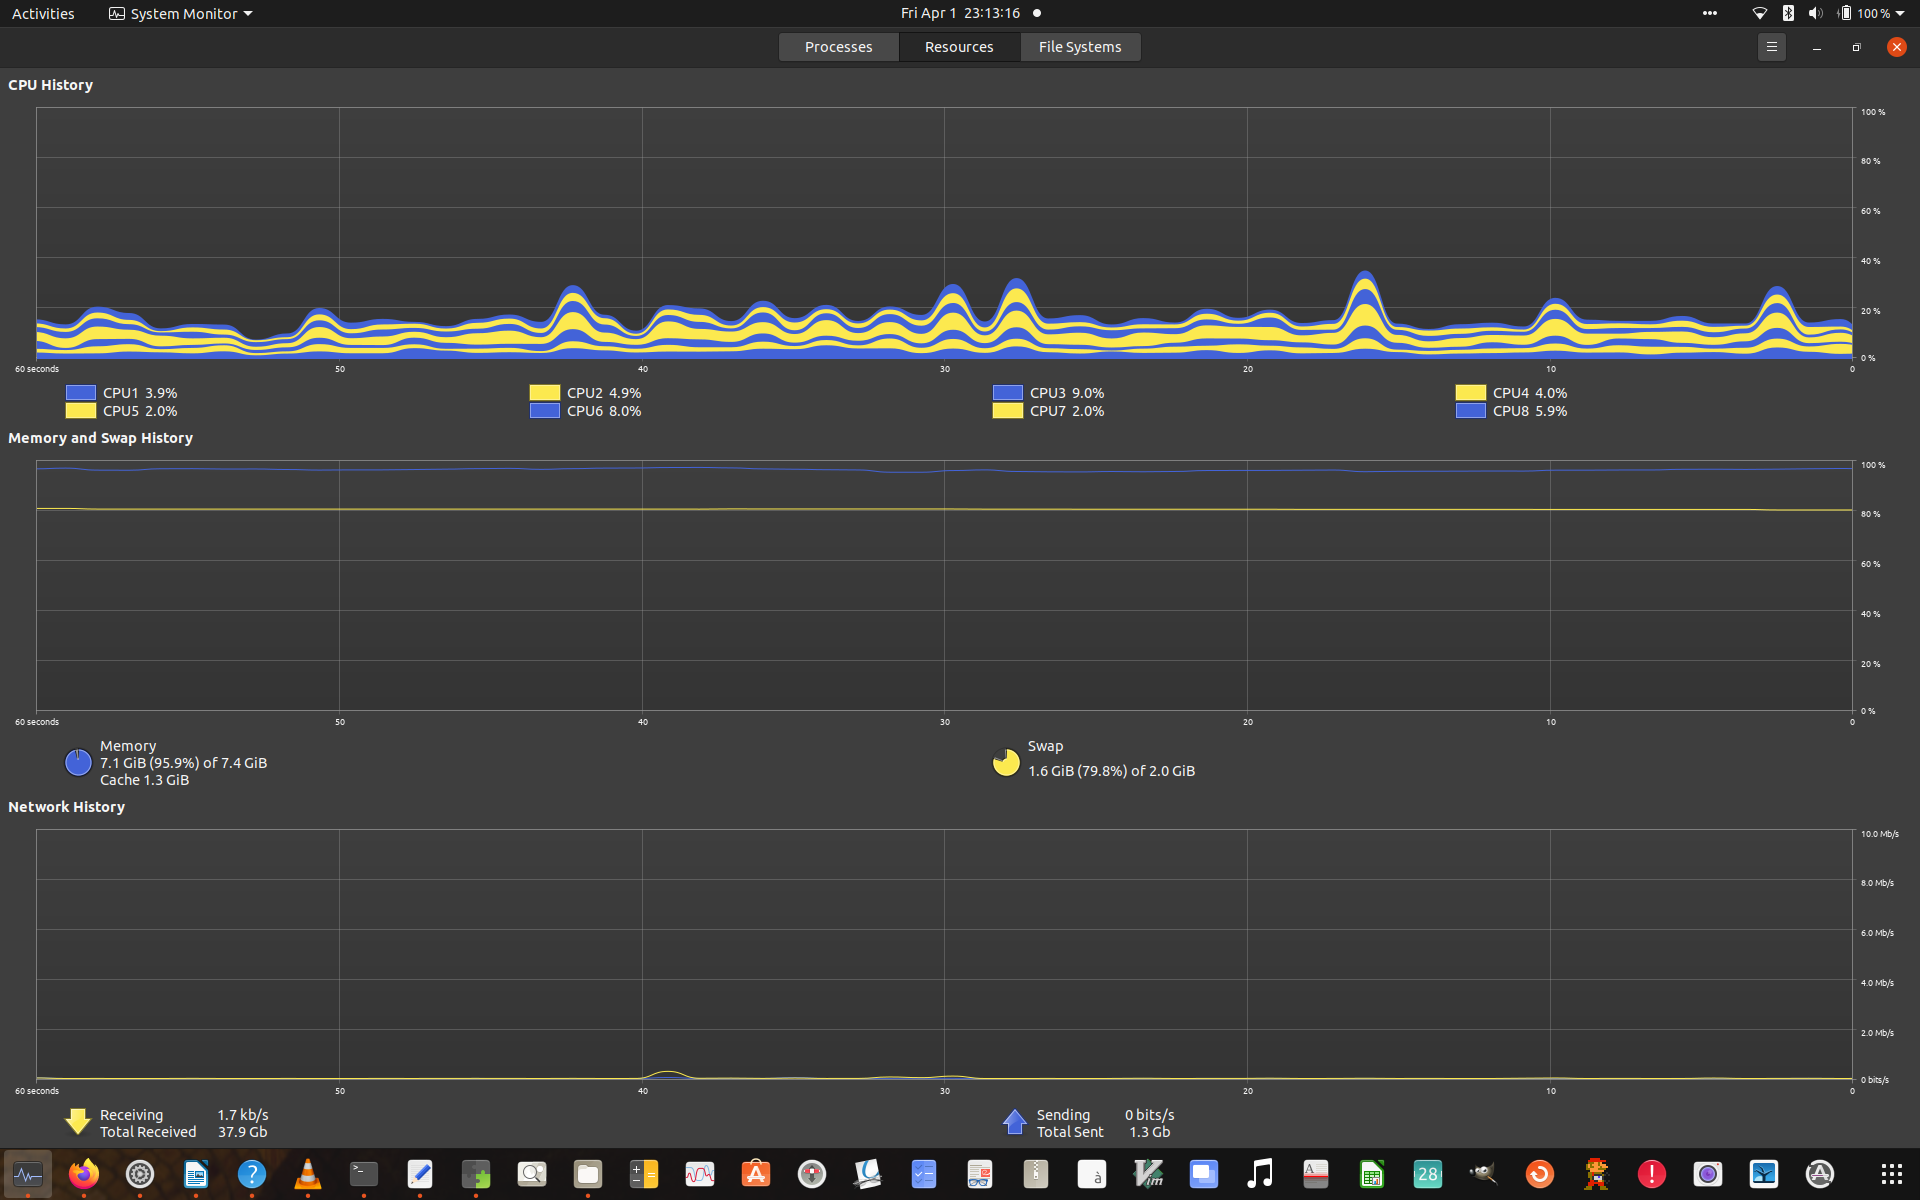 Activities System Monitor Fri Apr 1 23:13:16 100 %
Processes Resources File Systems
CPU History
100 %
80 %
60 %
40 %
20 %
0 %
60 seconds 50 40 30 20 10 0
CPU1 3.9% CPU2 4.9% CPU3 9.0% CPU4 4.0%
CPU5 2.0% CPU6 8.0% CPU7 2.0% CPU8 5.9%
Memory and Swap History
100 %
80 %
60 %
40 %
20 %
0 %
60 seconds 50 40 30 20 10 0
Memory Swap
7.1 GiB (95.9%) of 7.4 GiB 1.6 GiB (79.8%) of 2.0 GiB
Cache 1.3 GiB
Network History
10.0 Mb/s
8.0 Mb/s
6.0 Mb/s
4.0 Mb/s
2.0 Mb/s
0 bits/s
60 seconds 50 40 30 20 10 0
Receiving 1.7 kb/s Sending 0 bits/s
Total Received 37.9 Gb Total Sent 1.3 Gb
? >_ à Vim A 28 !